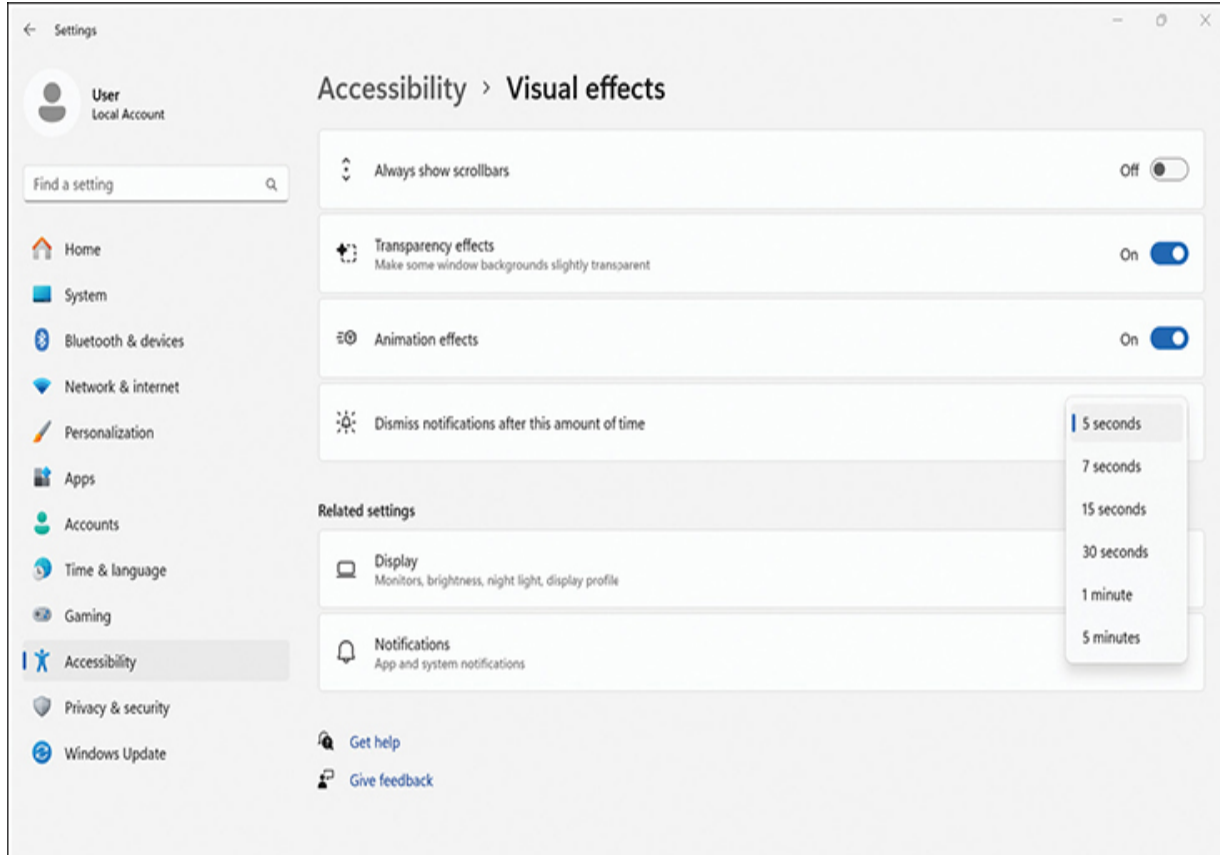 Settings
User
Local Account
Find a setting
Home
System
Bluetooth & devices
Network & internet
Personalization
Apps
Accounts
Time & language
Gaming
Accessibility
Privacy & security
Windows Update
Accessibility > Visual effects
Always show scrollbars
Off
Transparency effects
Make some window backgrounds slightly transparent
On
Animation effects
On
Dismiss notifications after this amount of time
5 seconds
7 seconds
15 seconds
30 seconds
1 minute
5 minutes
Related settings
Display
Monitors, brightness, night light, display profile
Notifications
App and system notifications
Get help
Give feedback